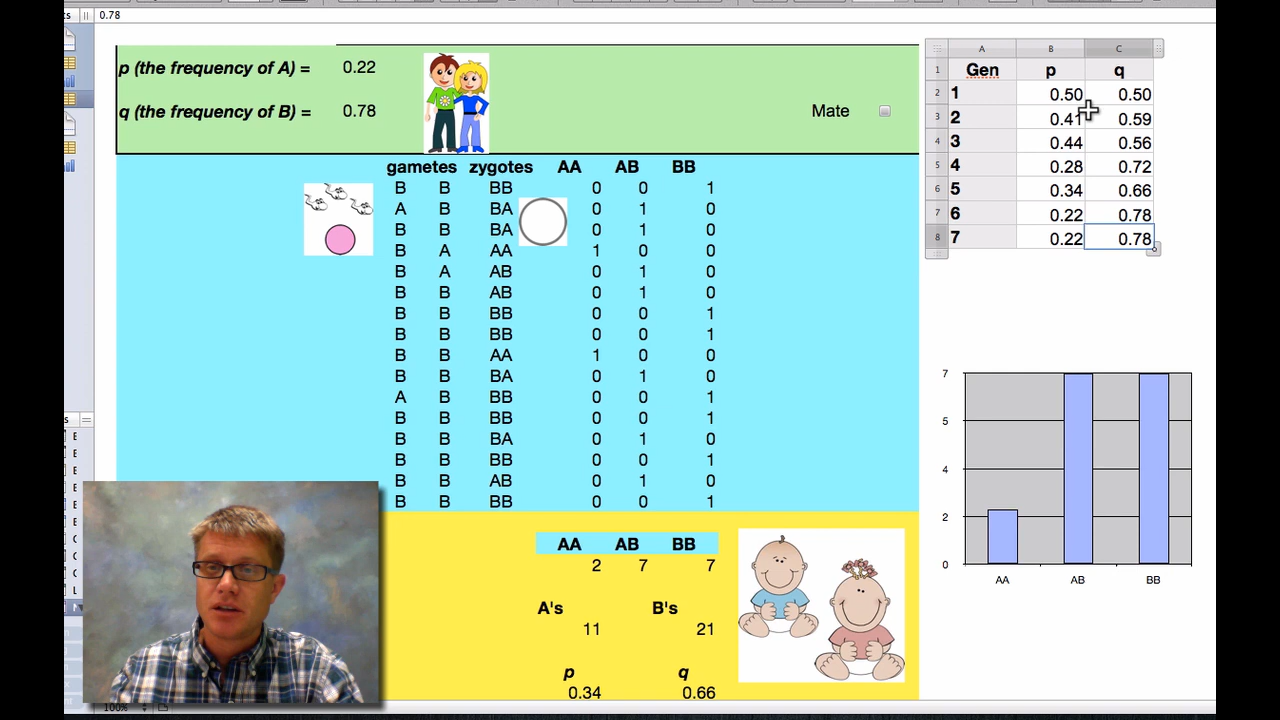 0.78
p (the frequency of A) = 0.22
q (the frequency of B) = 0.78
Mate
gametes zygotes AA AB BB
B B BB 0 0 1
A B BA 0 1 0
B B BA 0 1 0
B A AA 1 0 0
B A AB 0 1 0
B B AB 0 1 0
B B BB 0 0 1
B B BB 0 0 1
B B AA 1 0 0
B B BA 0 1 0
A B BB 0 0 1
B B BB 0 0 1
B B BA 0 1 0
B B BB 0 0 1
B B AB 0 1 0
B B BB 0 0 1
AA AB BB
2 7 7
A's B's
11 21
p q
0.34 0.66
A B C
1 Gen p q
2 1 0.50 0.50
3 2 0.41 0.59
4 3 0.44 0.56
5 4 0.28 0.72
6 5 0.34 0.66
7 6 0.22 0.78
8 7 0.22 0.78
7
5
4
2
0
AA AB BB
100%